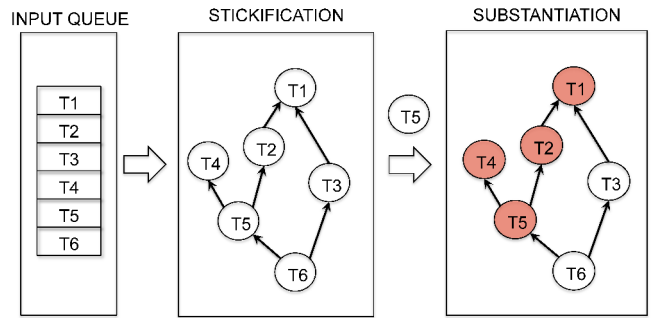 INPUT QUEUE
T1
T2
T3
T4
T5
T6
STICKIFICATION
T1
T2
T4
T3
T5
T6
T5
SUBSTANTIATION
T1
T2
T4
T3
T5
T6